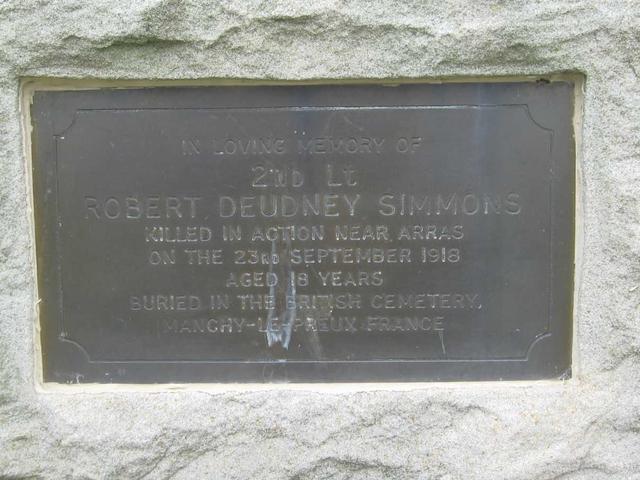 IN LOVING MEMORY OF
2ND Lt
ROBERT DEUDNEY SIMMONS
KILLED IN ACTION NEAR ARRAS
ON THE 23RD SEPTEMBER 1918
AGED 18 YEARS
BURIED IN THE BRITISH CEMETERY,
MANCHY-LE-PREUX FRANCE